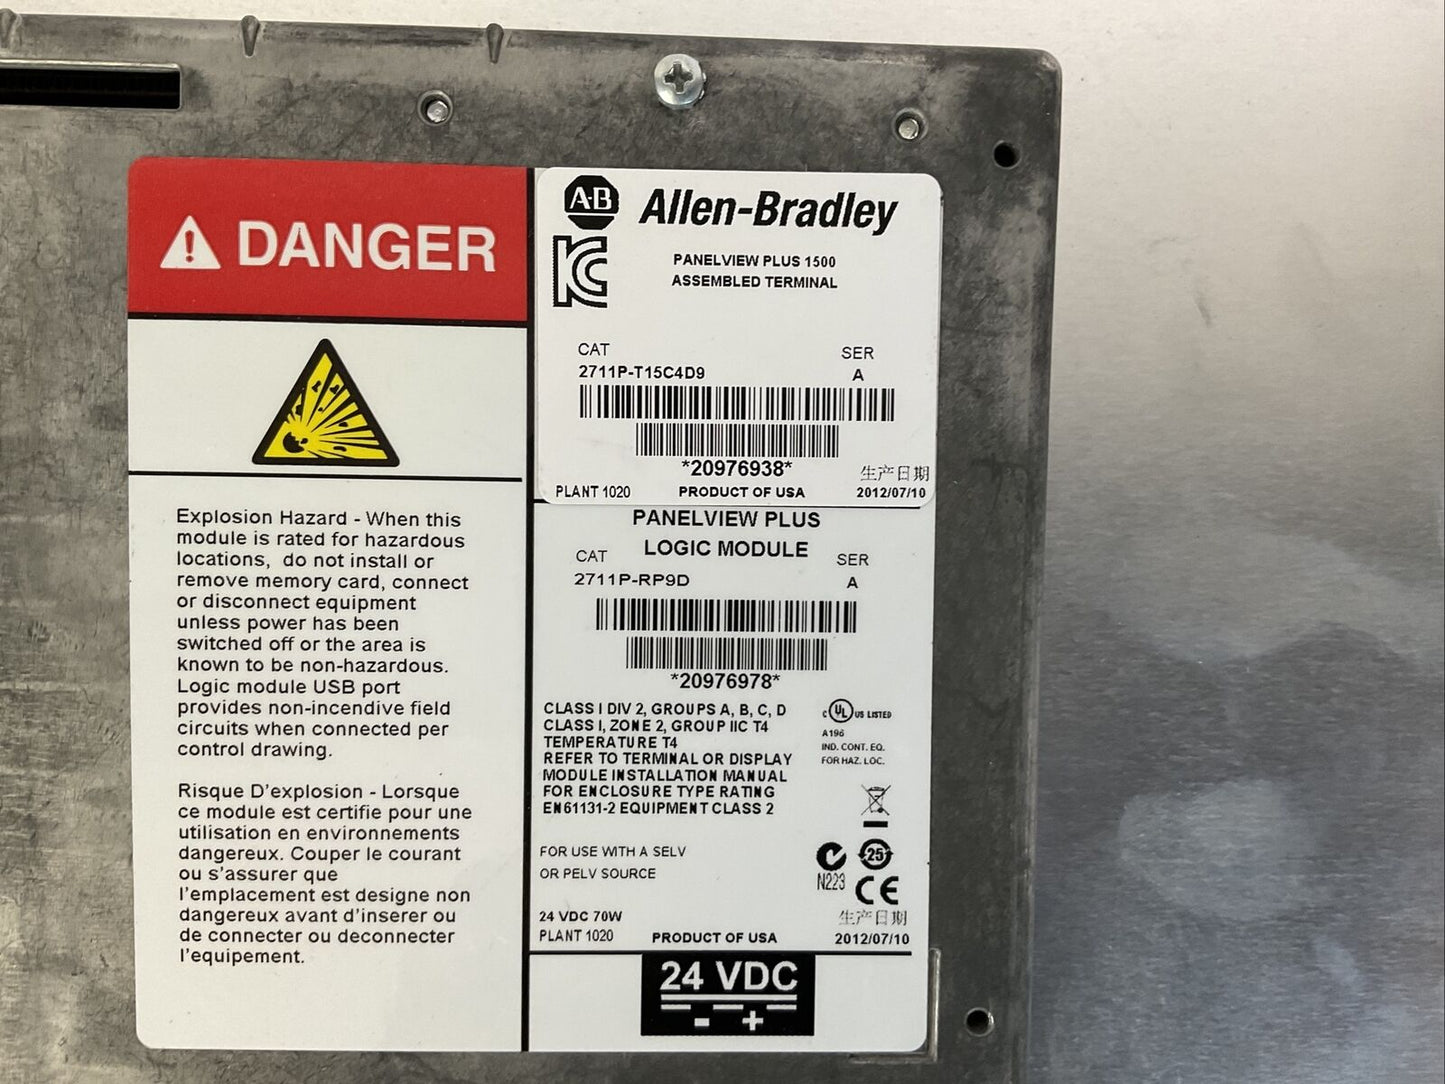 DANGER
Explosion Hazard - When this
module is rated for hazardous
locations, do not install or
remove memory card, connect
or disconnect equipment
unless power has been
switched off or the area is
known to be non-hazardous.
Logic module USB port
provides non-incendive field
circuits when connected per
control drawing.
Risque D'explosion - Lorsque
ce module est certifie pour une
utilisation en environnements
dangereux. Couper le courant
ou s'assurer que
l'emplacement est designe non
dangereux avant d'inserer ou
de connecter ou deconnecter
l'equipement.
A·B Allen-Bradley
KC
PANELVIEW PLUS 1500
ASSEMBLED TERMINAL
CAT SER
2711P-T15C4D9 A
*20976938*
生产日期
PLANT 1020 PRODUCT OF USA 2012/07/10
PANELVIEW PLUS
LOGIC MODULE
CAT SER
2711P-RP9D A
*20976978*
CLASS I DIV 2, GROUPS A, B, C, D
CLASS I, ZONE 2, GROUP IIC T4
TEMPERATURE T4
REFER TO TERMINAL OR DISPLAY
MODULE INSTALLATION MANUAL
FOR ENCLOSURE TYPE RATING
EN61131-2 EQUIPMENT CLASS 2
C UL US LISTED
A196
IND. CONT. EQ.
FOR HAZ. LOC.
FOR USE WITH A SELV
OR PELV SOURCE
25
N223 CE
生产日期
24 VDC 70W
PLANT 1020 PRODUCT OF USA 2012/07/10
24 VDC
- +